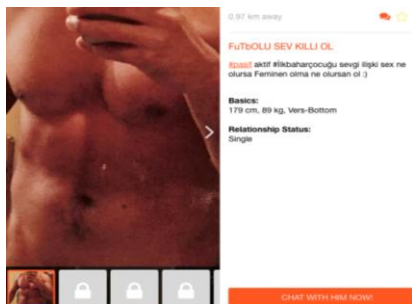 0.97 km away
FuTbOLU SEV KILLI OL
#pasif aktif #İlkbaharçocuğu sevgi ilişki sex ne
olursa Feminen olma ne olursan ol :)
Basics:
179 cm, 89 kg, Vers-Bottom
Relationship Status:
Single
CHAT WITH HIM NOW!